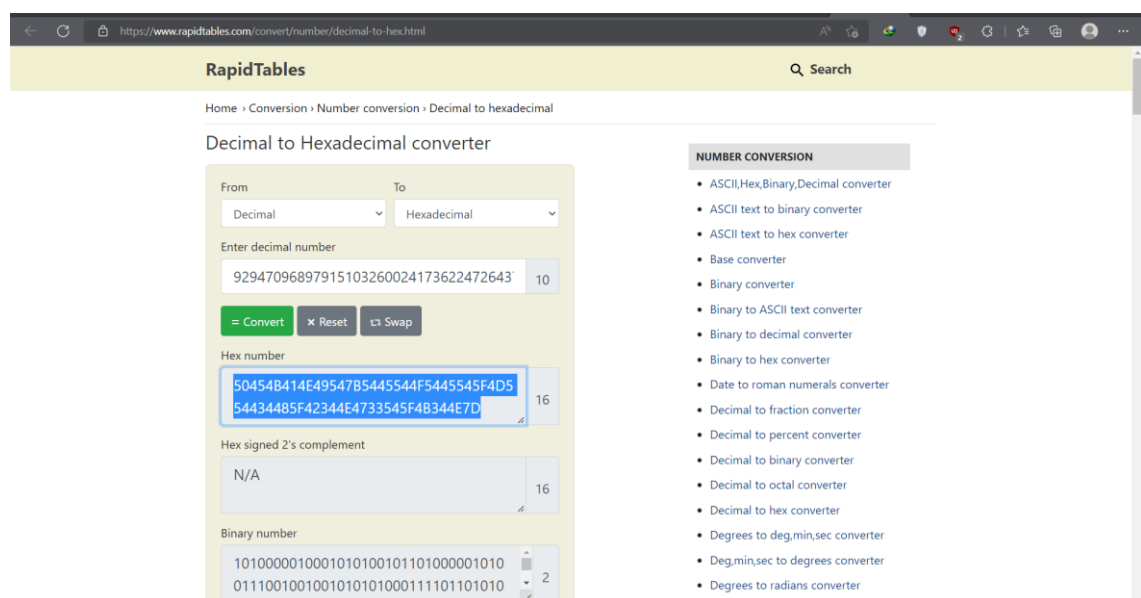 https://www.rapidtables.com/convert/number/decimal-to-hex.html
RapidTables
Search
Home › Conversion › Number conversion › Decimal to hexadecimal
Decimal to Hexadecimal converter
From
To
Decimal
Hexadecimal
Enter decimal number
92947096897915103260024173622472643
10
= Convert
× Reset
Swap
Hex number
50454B414E49547B5445544F5445545F4D5
54434485F42344E4733545F4B344E7D
16
Hex signed 2's complement
N/A
16
Binary number
1010000010001010100101101000001010
0111001001001010101000111101101010
2
NUMBER CONVERSION
• ASCII,Hex,Binary,Decimal converter
• ASCII text to binary converter
• ASCII text to hex converter
• Base converter
• Binary converter
• Binary to ASCII text converter
• Binary to decimal converter
• Binary to hex converter
• Date to roman numerals converter
• Decimal to fraction converter
• Decimal to percent converter
• Decimal to binary converter
• Decimal to octal converter
• Decimal to hex converter
• Degrees to deg,min,sec converter
• Deg,min,sec to degrees converter
• Degrees to radians converter